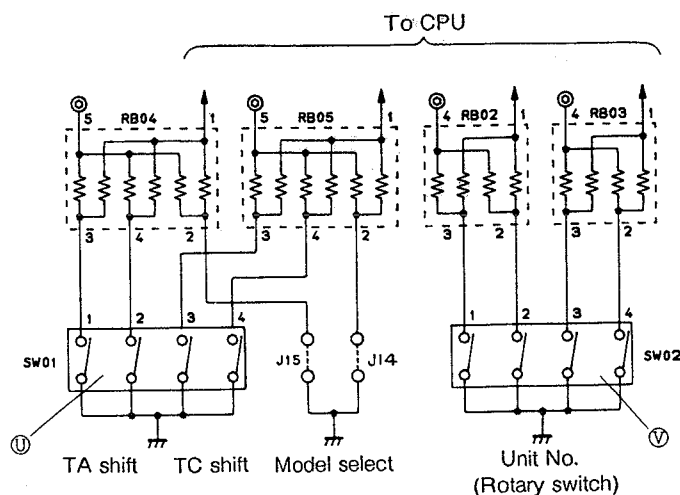 To CPU
5 RB04 1 5 RB05 1 4 RB02 1 4 RB03 1
3 4 2 3 4 2 3 2 3 2
1 2 3 4 1 2 3 4
SW01 J15 J14 SW02
U V
TA shift TC shift Model select Unit No.
(Rotary switch)